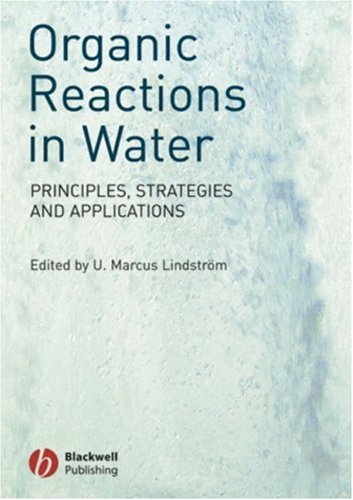 Organic
Reactions
in Water
PRINCIPLES, STRATEGIES
AND APPLICATIONS
Edited by U. Marcus Lindström
b Blackwell
Publishing